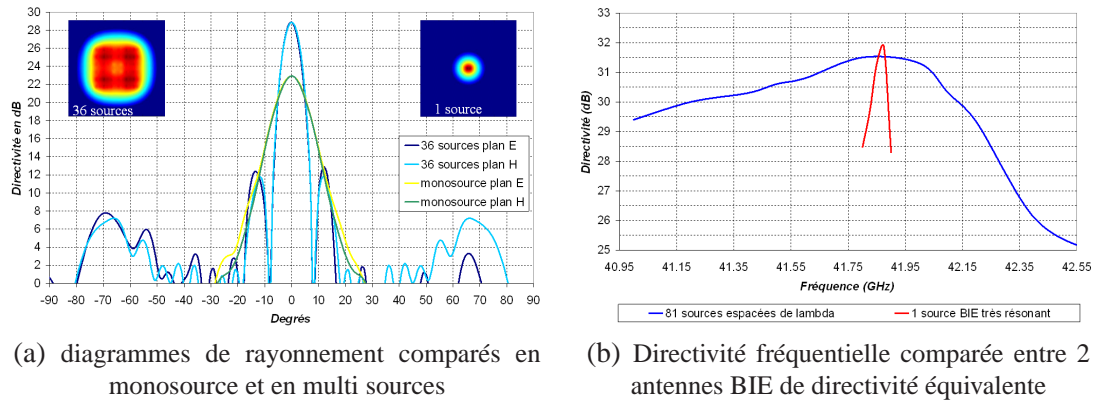 30
28
26
24
22
20
18
16
14
12
10
8
6
4
2
0
Directivité en dB
36 sources
1 source
36 sources plan E
36 sources plan H
monosource plan E
monosource plan H
-90 -80 -70 -60 -50 -40 -30 -20 -10 0 10 20 30 40 50 60 70 80 90
Degrés
33
32
31
30
29
28
27
26
25
Directivité (dB)
40.95 41.15 41.35 41.55 41.75 41.95 42.15 42.35 42.55
Fréquence (GHz)
81 sources espacées de lambda
1 source BIE très résonant
(a) diagrammes de rayonnement comparés en
monosource et en multi sources
(b) Directivité fréquentielle comparée entre 2
antennes BIE de directivité équivalente